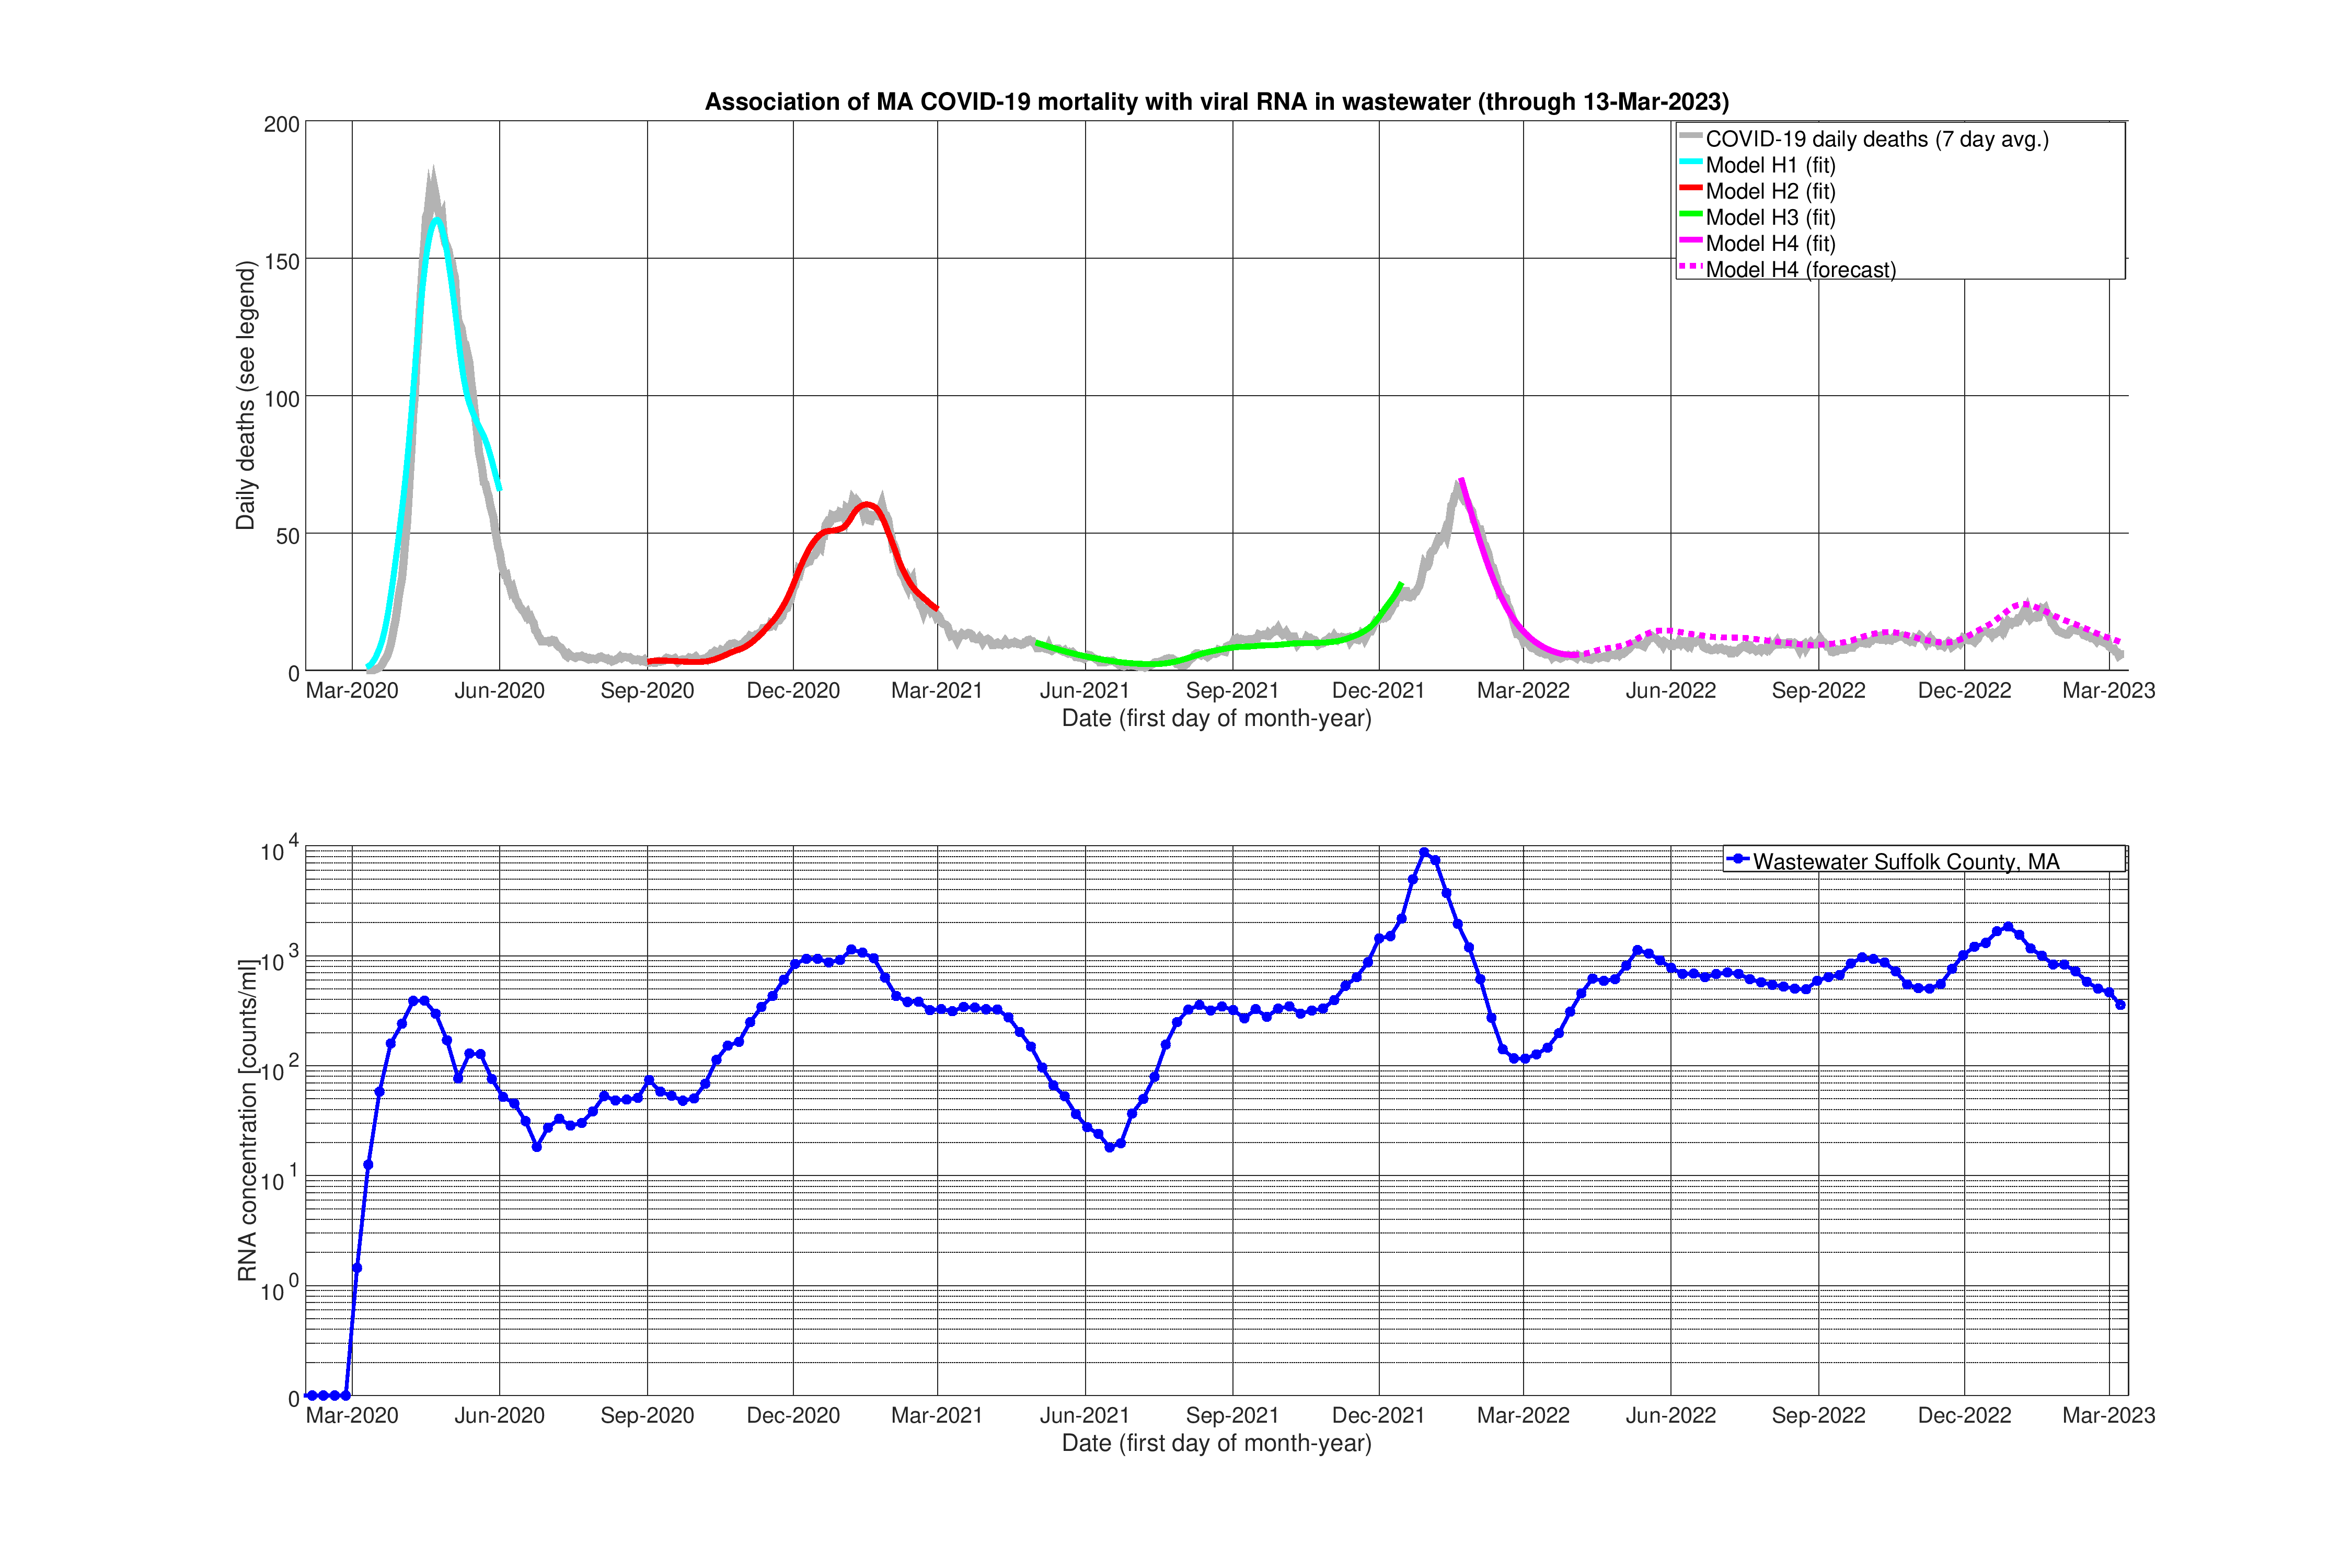 Association of MA COVID-19 mortality with viral RNA in wastewater (through 13-Mar-2023)
COVID-19 daily deaths (7 day avg.)
Model H1 (fit)
Model H2 (fit)
Model H3 (fit)
Model H4 (fit)
Model H4 (forecast)
Daily deaths (see legend)
200
150
100
50
0
Mar-2020 Jun-2020 Sep-2020 Dec-2020 Mar-2021 Jun-2021 Sep-2021 Dec-2021 Mar-2022 Jun-2022 Sep-2022 Dec-2022 Mar-2023
Date (first day of month-year)
Wastewater Suffolk County, MA
RNA concentration [counts/ml]
10^4
10^3
10^2
10^1
10^0
0
Mar-2020 Jun-2020 Sep-2020 Dec-2020 Mar-2021 Jun-2021 Sep-2021 Dec-2021 Mar-2022 Jun-2022 Sep-2022 Dec-2022 Mar-2023
Date (first day of month-year)